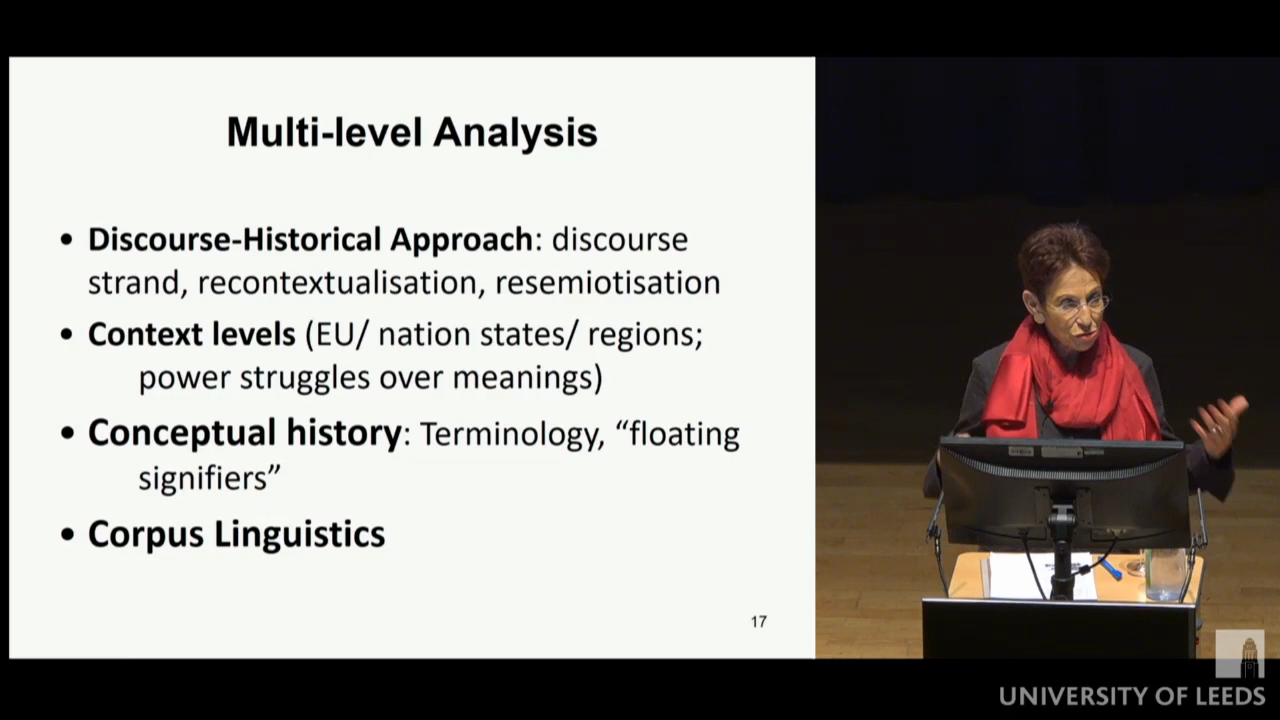 Multi-level Analysis
• Discourse-Historical Approach: discourse
strand, recontextualisation, resemiotisation
• Context levels (EU/ nation states/ regions;
power struggles over meanings)
• Conceptual history: Terminology, “floating
signifiers”
• Corpus Linguistics
17
UNIVERSITY OF LEEDS